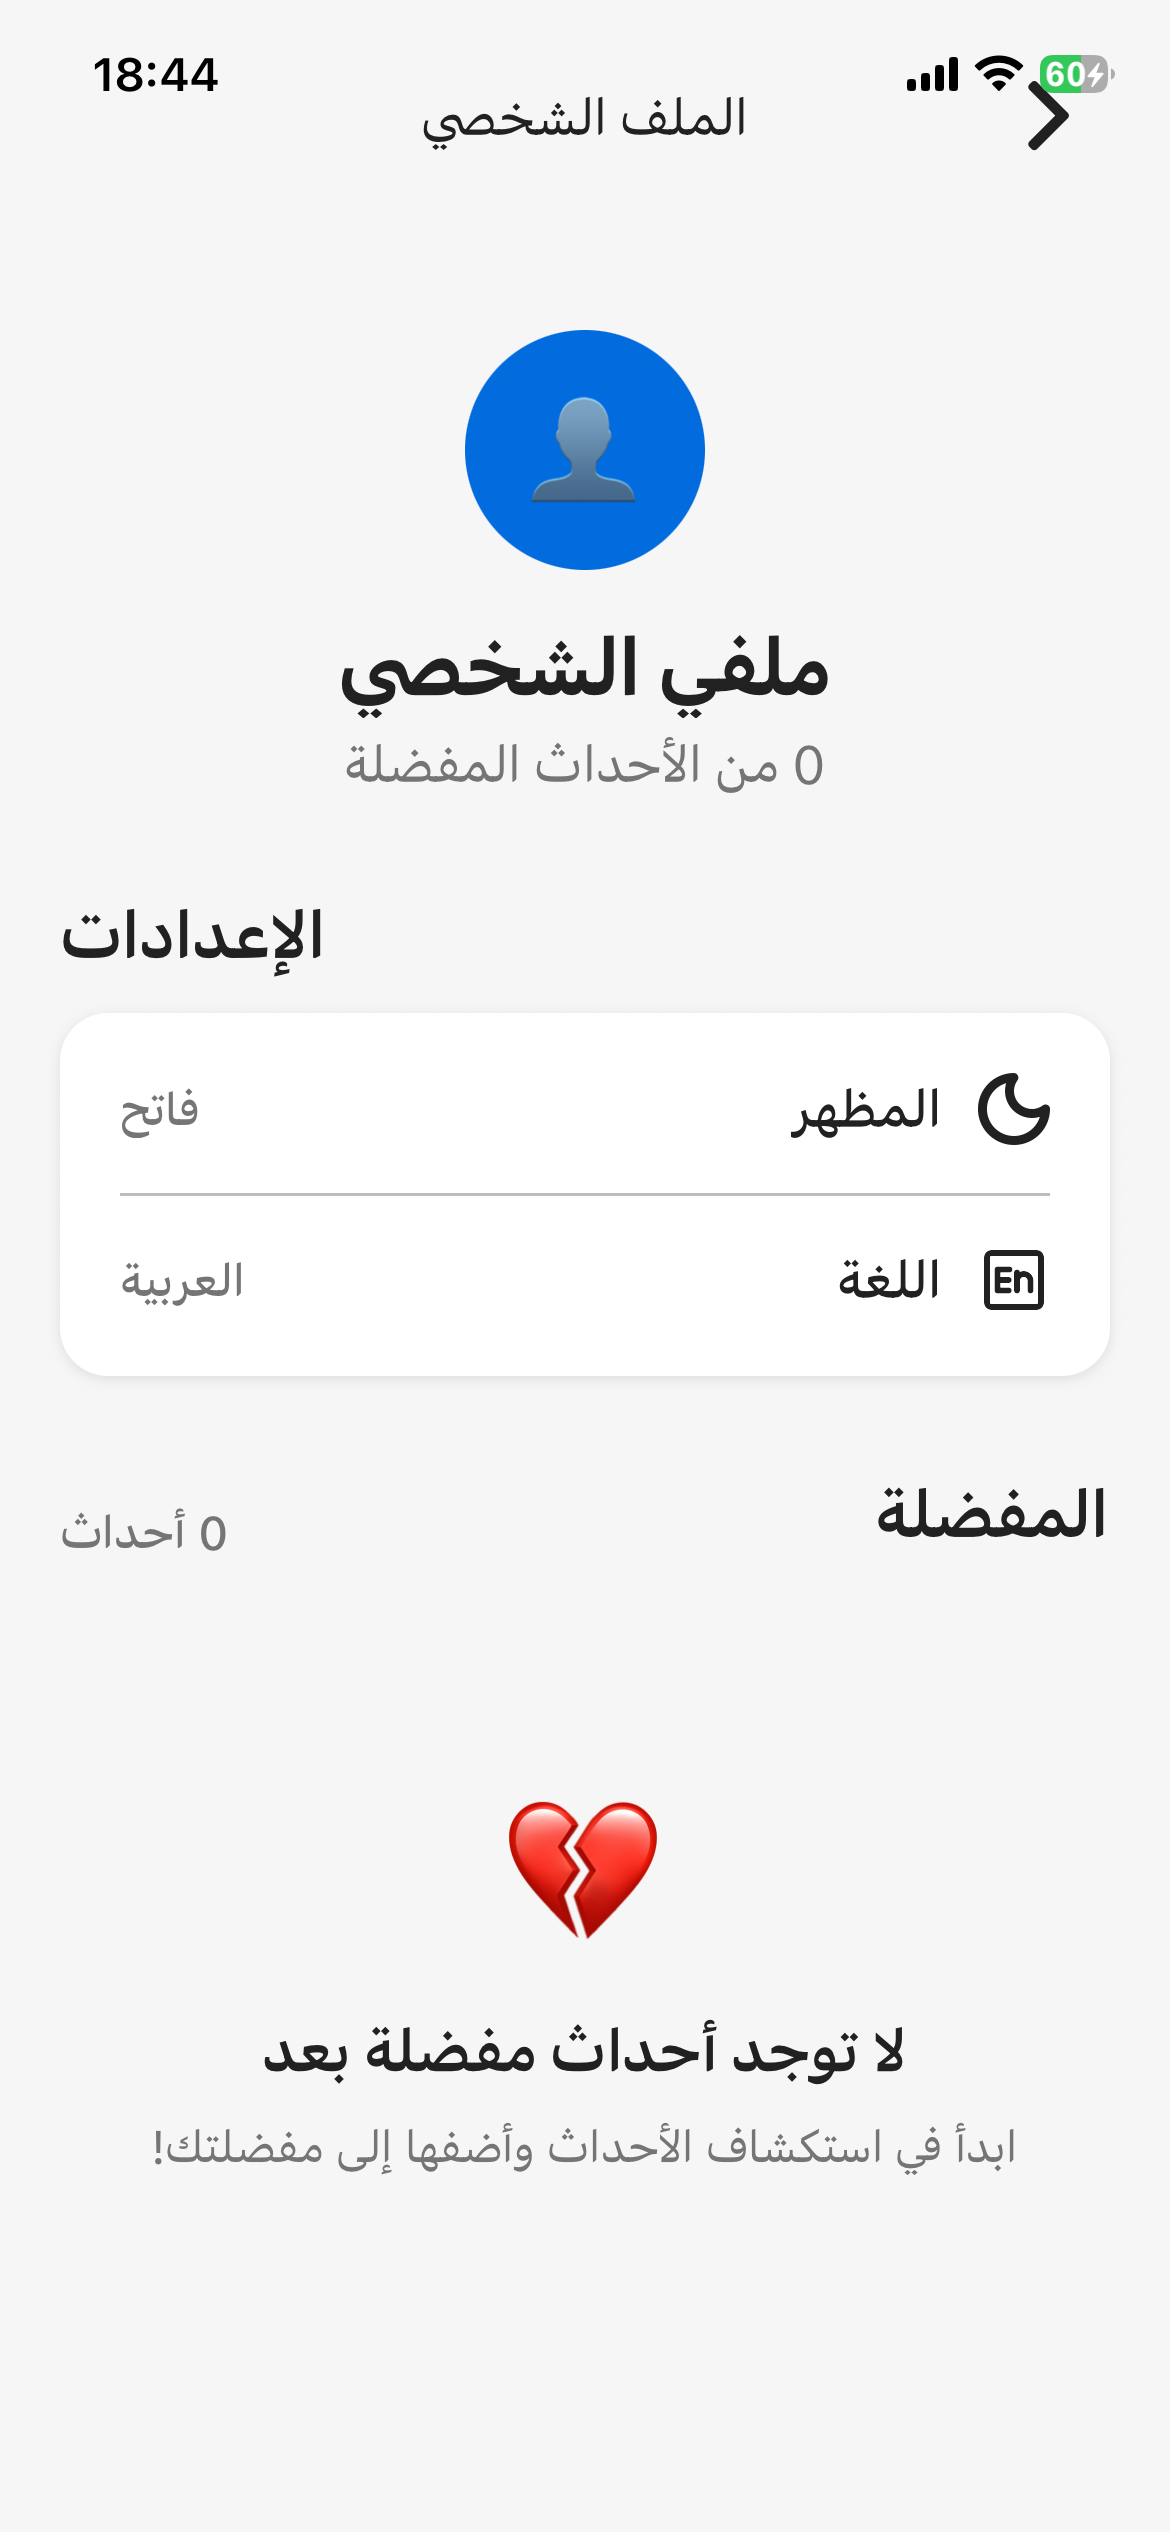 18:44
60
الملف الشخصي
ملفي الشخصي
0 من الأحداث المفضلة
الإعدادات
المظهر
فاتح
En
اللغة
العربية
المفضلة
0 أحداث
لا توجد أحداث مفضلة بعد
ابدأ في استكشاف الأحداث وأضفها إلى مفضلتك!